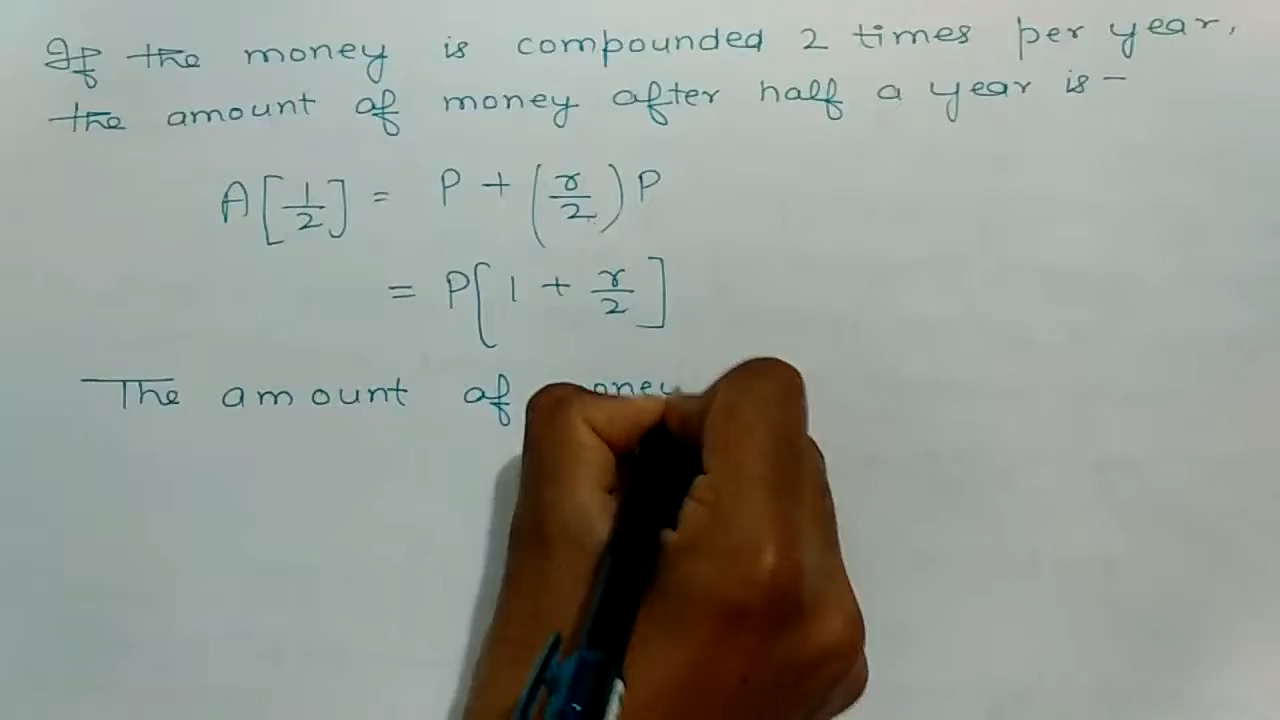 If the money is compounded 2 times per year,
the amount of money after half a year is -
A[1/2] = P + (r/2)P
= P[1 + r/2]
The amount of money